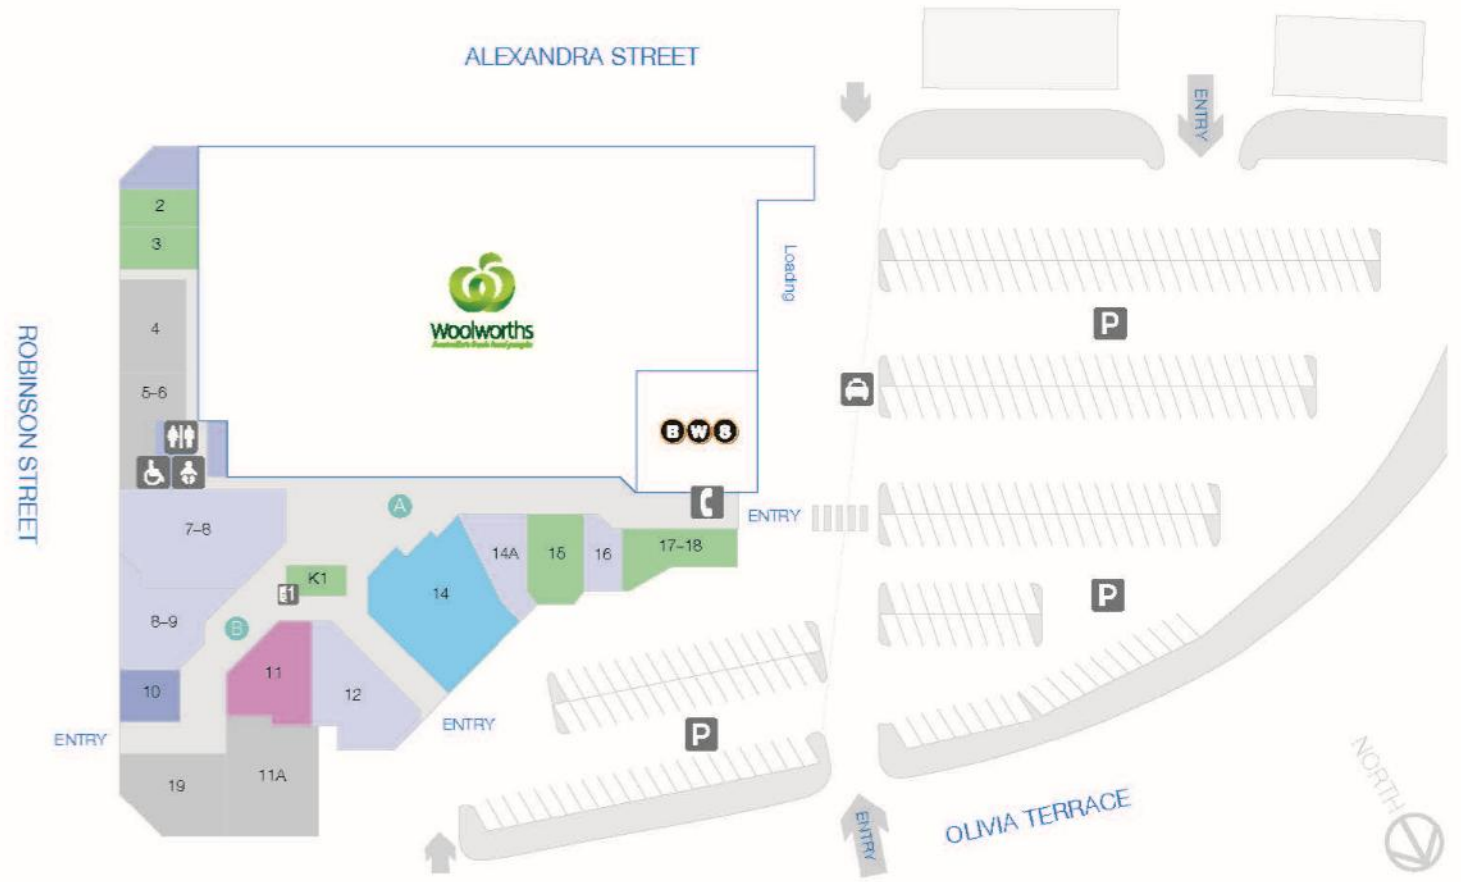 ALEXANDRA STREET
ENTRY
2
3
Loading
Woolworths
P
4
ROBINSON STREET
5-6
BWS
A
ENTRY
7-8
14A
15
16
17-18
K1
14
P
8-9
B
11
10
12
ENTRY
ENTRY
P
19
11A
ENTRY
OLIVIA TERRACE
NORTH